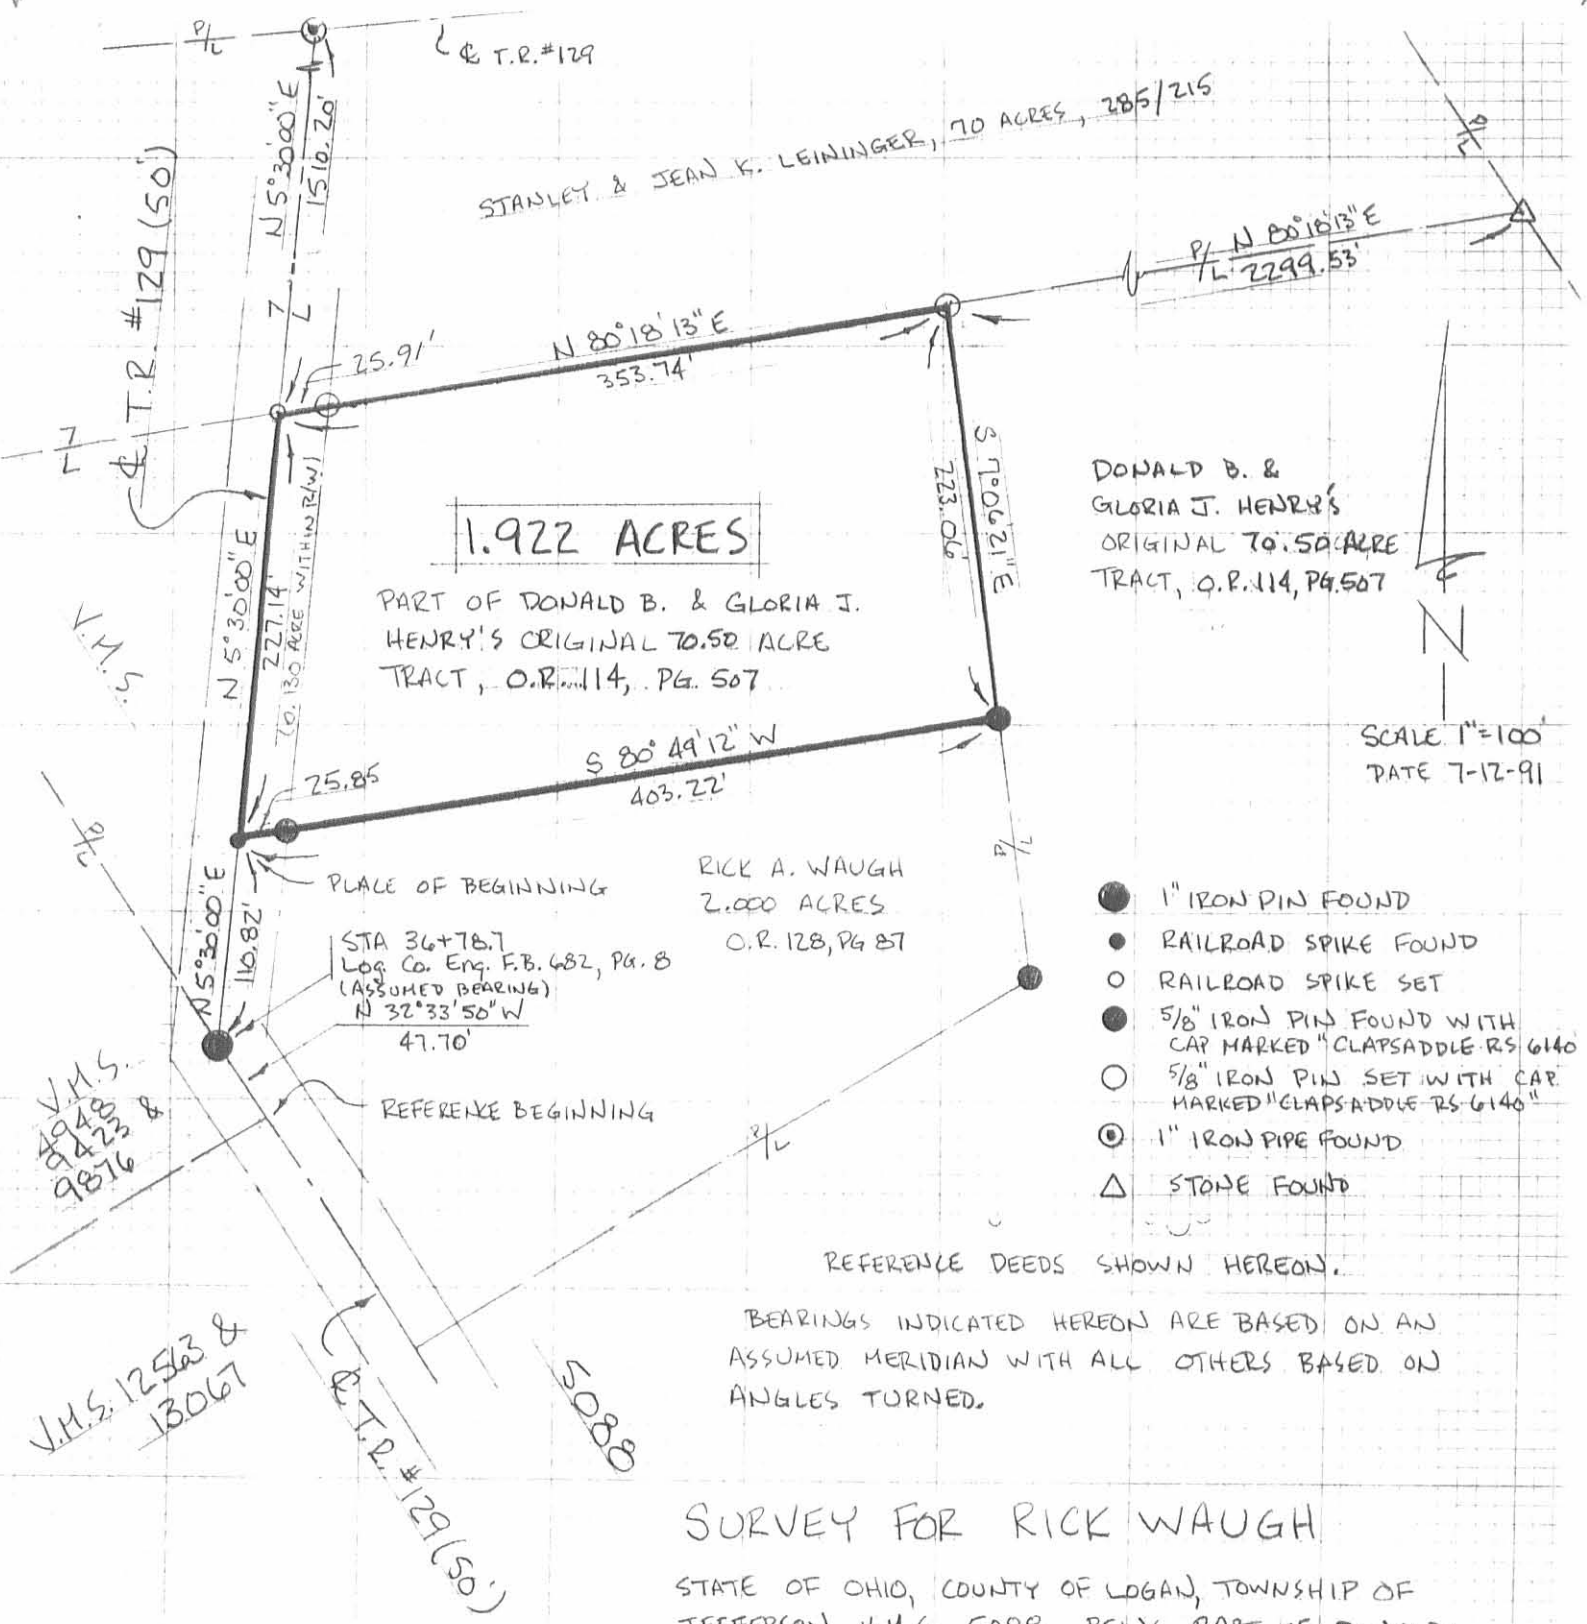 P/L
℄ T.R. #129
N 5°30'00" E
1510.20'
STANLEY & JEAN K. LEININGER, 70 ACRES, 285/215
P/L
P/L N 80°18'13" E
2299.53'
℄ T.R. #129 (50')
P/L
25.91'
N 80°18'13" E
353.74'
P/L
S 7°06'21" E
223.06'
DONALD B. &
GLORIA J. HENRY'S
ORIGINAL 70.50 ACRE
TRACT, O.R. 114, PG. 507
1.922 ACRES
PART OF DONALD B. & GLORIA J.
HENRY'S ORIGINAL 70.50 ACRE
TRACT, O.R. 114, PG. 507
N 5°30'00" E
227.14'
(0.130 ACRE WITHIN R/W)
V.M.S.
N
SCALE 1"=100'
DATE 7-12-91
S 80°49'12" W
403.22'
25.85
P/L
P/L
PLACE OF BEGINNING
RICK A. WAUGH
2.000 ACRES
O.R. 128, PG 87
N 5°30'00" E
110.82'
STA 36+78.7
Log. Co. Eng. F.B. 682, PG. 8
(ASSUMED BEARING)
N 32°33'50" W
47.70'
REFERENCE BEGINNING
V.M.S.
4948
9423 &
9876
P/L
1" IRON PIN FOUND
RAILROAD SPIKE FOUND
RAILROAD SPIKE SET
5/8" IRON PIN FOUND WITH
CAP MARKED "CLAPSADDLE RS 6140
5/8" IRON PIN SET WITH CAP
MARKED "CLAPSADDLE RS 6140"
1" IRON PIPE FOUND
STONE FOUND
REFERENCE DEEDS SHOWN HEREON.
BEARINGS INDICATED HEREON ARE BASED ON AN
ASSUMED MERIDIAN WITH ALL OTHERS BASED ON
ANGLES TURNED.
V.M.S. 12563 &
13067
℄ T.R. #129 (50')
5088
SURVEY FOR RICK WAUGH
STATE OF OHIO, COUNTY OF LOGAN, TOWNSHIP OF
JEFFERSON, V.M.S. 5088, BEING PART OF